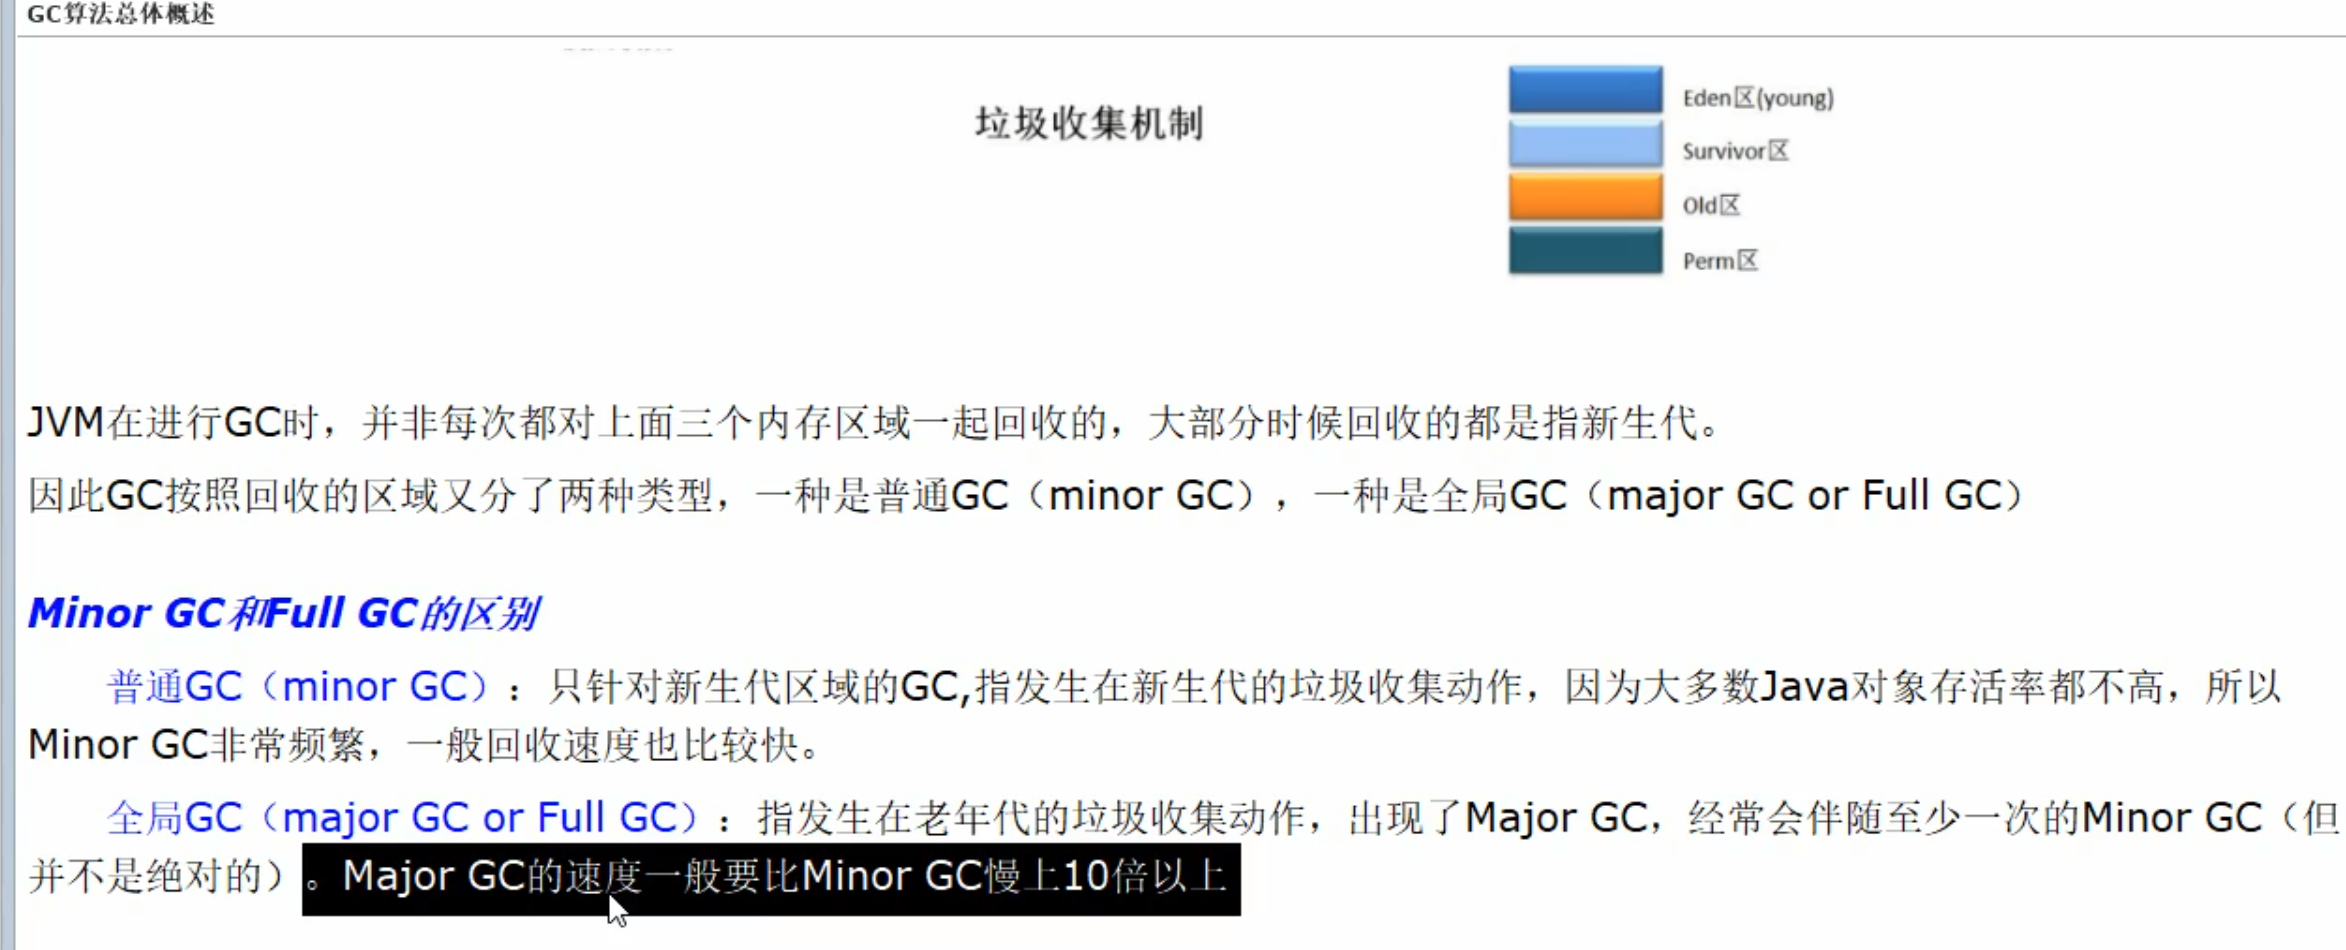 GC算法总体概述
垃圾收集机制
Eden区(young)
Survivor区
Old区
Perm区
JVM在进行GC时，并非每次都对上面三个内存区域一起回收的，大部分时候回收的都是指新生代。
因此GC按照回收的区域又分了两种类型，一种是普通GC（minor GC），一种是全局GC（major GC or Full GC）
Minor GC和Full GC的区别
普通GC（minor GC）：只针对新生代区域的GC,指发生在新生代的垃圾收集动作，因为大多数Java对象存活率都不高，所以
Minor GC非常频繁，一般回收速度也比较快。
全局GC（major GC or Full GC）：指发生在老年代的垃圾收集动作，出现了Major GC，经常会伴随至少一次的Minor GC（但
并不是绝对的）。Major GC的速度一般要比Minor GC慢上10倍以上